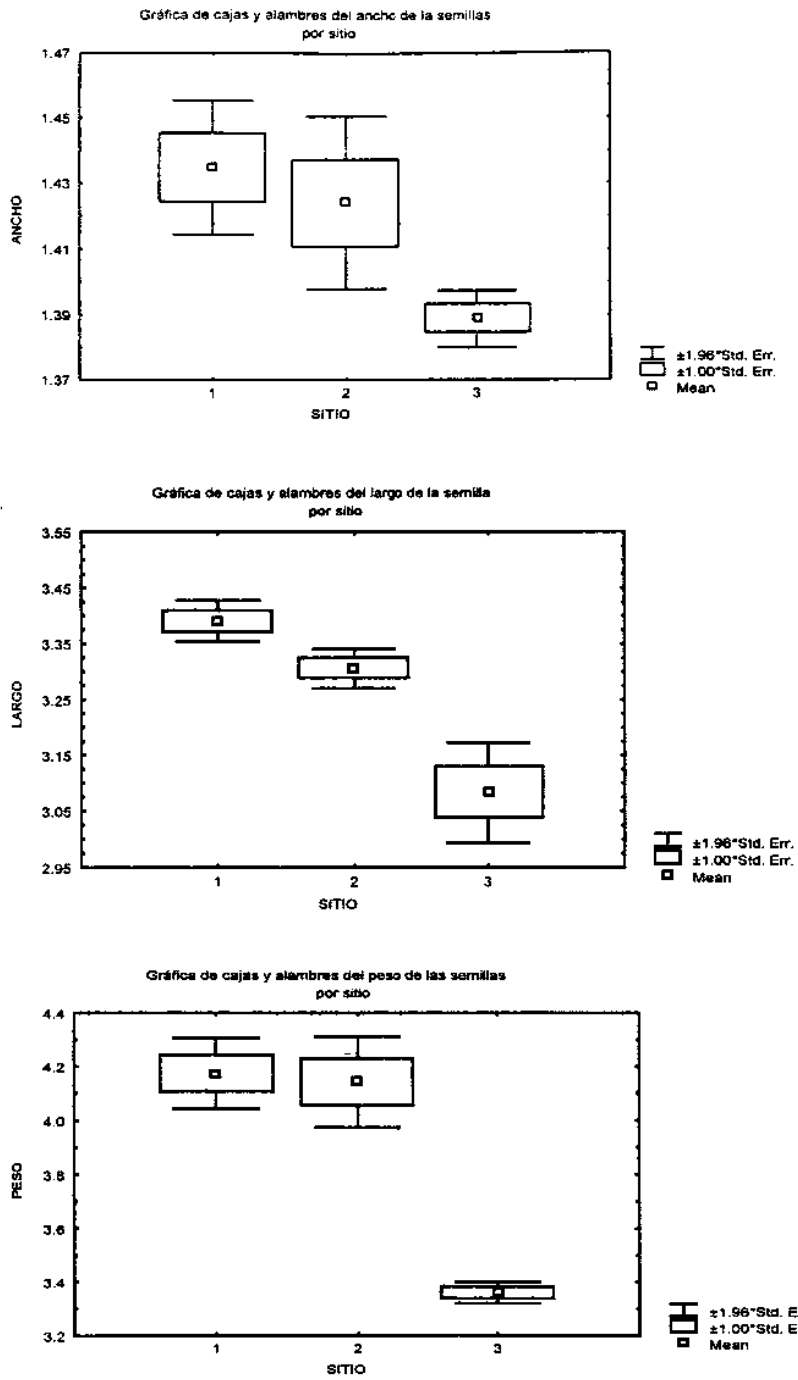 Gráfica de cajas y alambres del ancho de la semillas
por sitio
1.47
1.45
1.43
1.41
1.39
1.37
ANCHO
1 2 3
SITIO
±1.96*Std. Err.
±1.00*Std. Err.
Mean
Gráfica de cajas y alambres del largo de la semilla
por sitio
3.55
3.45
3.35
3.25
3.15
3.05
2.95
LARGO
1 2 3
SITIO
±1.96*Std. Err.
±1.00*Std. Err.
Mean
Gráfica de cajas y alambres del peso de las semillas
por sitio
4.4
4.2
4.0
3.8
3.6
3.4
3.2
PESO
1 2 3
SITIO
±1.96*Std. E
±1.00*Std. E
Mean